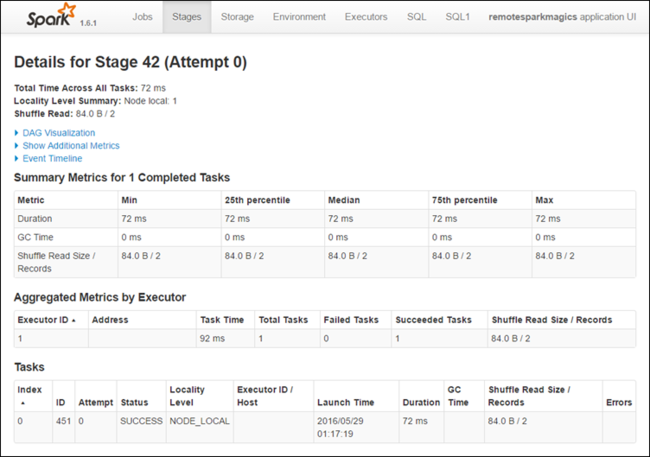 Spark 1.6.1 Jobs Stages Storage Environment Executors SQL SQL1 remotesparkmagics application UI
Details for Stage 42 (Attempt 0)
Total Time Across All Tasks: 72 ms
Locality Level Summary: Node local: 1
Shuffle Read: 84.0 B / 2
DAG Visualization
Show Additional Metrics
Event Timeline
Summary Metrics for 1 Completed Tasks
Metric Min 25th percentile Median 75th percentile Max
Duration 72 ms 72 ms 72 ms 72 ms 72 ms
GC Time 0 ms 0 ms 0 ms 0 ms 0 ms
Shuffle Read Size / 84.0 B / 2 84.0 B / 2 84.0 B / 2 84.0 B / 2 84.0 B / 2
Records
Aggregated Metrics by Executor
Executor ID Address Task Time Total Tasks Failed Tasks Succeeded Tasks Shuffle Read Size / Records
1 92 ms 1 0 1 84.0 B / 2
Tasks
Index ID Attempt Status Locality Level Executor ID / Host Launch Time Duration GC Time Shuffle Read Size / Records Errors
0 451 0 SUCCESS NODE_LOCAL 2016/05/29 72 ms 84.0 B / 2
01:17:19